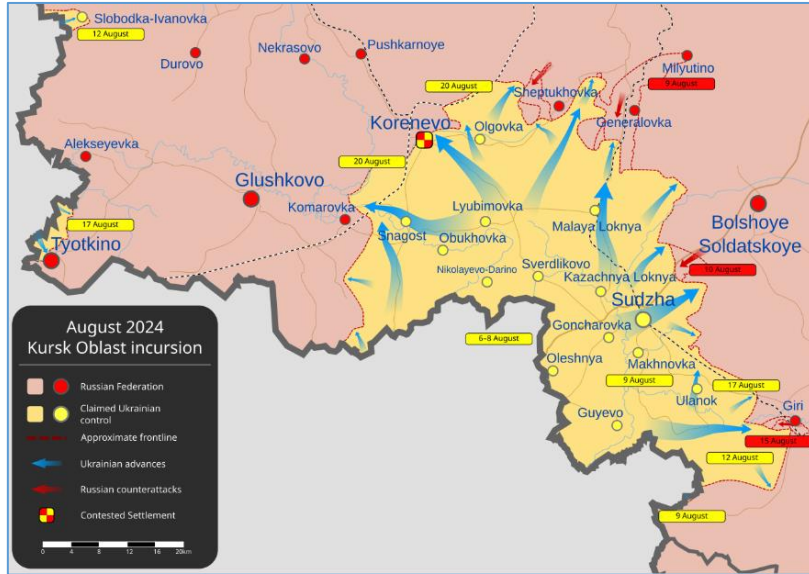 Slobodka-Ivanovka
12 August
Durovo
Nekrasovo
Pushkarnoye
Milyutino
9 August
20 August
Sheptukhovka
Generalovka
Korenevo
Olgovka
Alekseyevka
20 August
Glushkovo
Komarovka
Lyubimovka
Snagost
Obukhovka
Malaya Loknya
Bolshoye
Soldatskoye
17 August
Tyotkino
Nikolayevo-Darino
Sverdlikovo
Kazachnya Loknya
10 August
Sudzha
Goncharovka
6–8 August
Oleshnya
Makhnovka
9 August
Ulanok
17 August
Giri
Guyevo
15 August
12 August
9 August
August 2024
Kursk Oblast incursion
Russian Federation
Claimed Ukrainian
control
Approximate frontline
Ukrainian advances
Russian counterattacks
Contested Settlement
0 4 8 12 16 20km